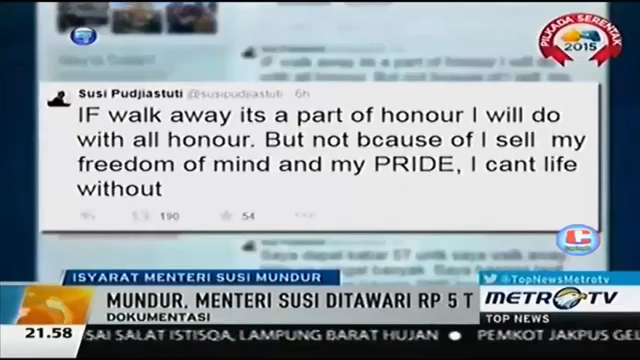 PILKADA SERENTAK
2015
Susi Pudjiastuti @susipudjiastuti · 6h
IF walk away its a part of honour I will do
with all honour. But not bcause of I sell my
freedom of mind and my PRIDE, I cant life
without
190 54
ISYARAT MENTERI SUSI MUNDUR
MUNDUR, MENTERI SUSI DITAWARI RP 5 T
DOKUMENTASI
@TopNewsMetrotv
METRO TV
TOP NEWS
21.58 SAI SALAT ISTISQA, LAMPUNG BARAT HUJAN PEMKOT JAKPUS GEL